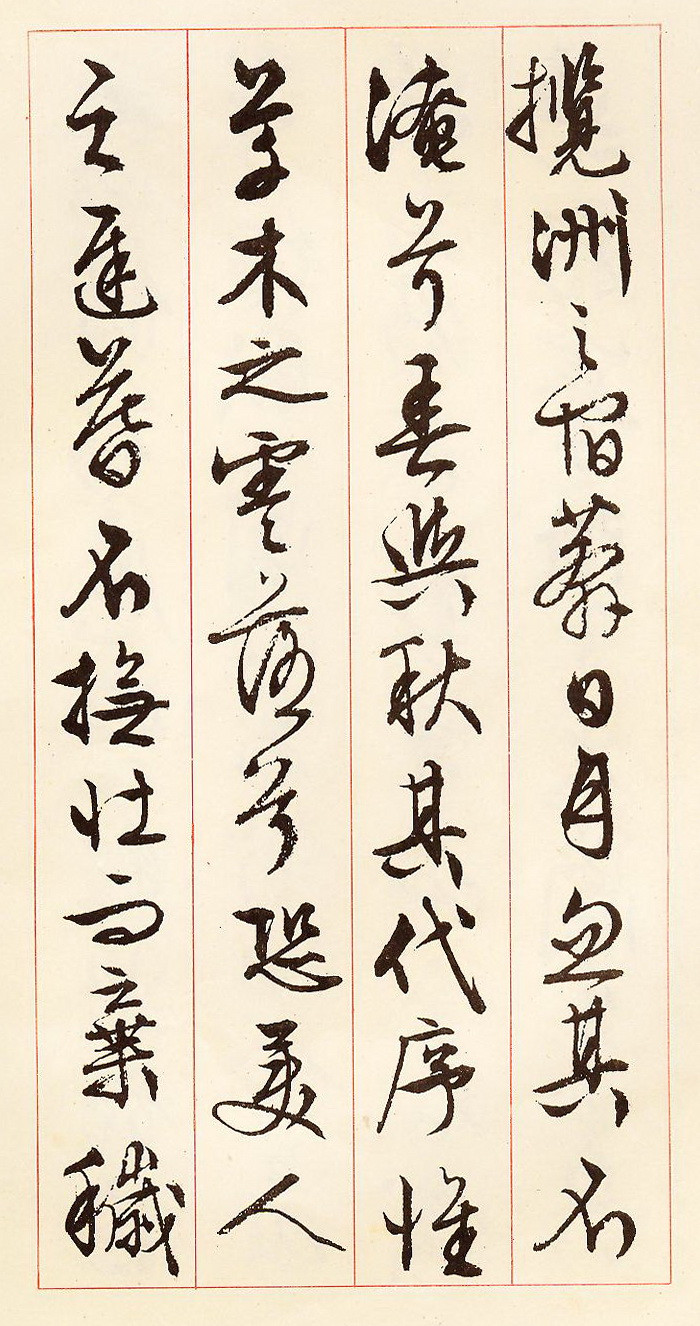 攬洲之宿莽日月忽其不
淹兮春與秋其代序惟
草木之零落兮恐美人
之遲暮不撫壯而棄穢